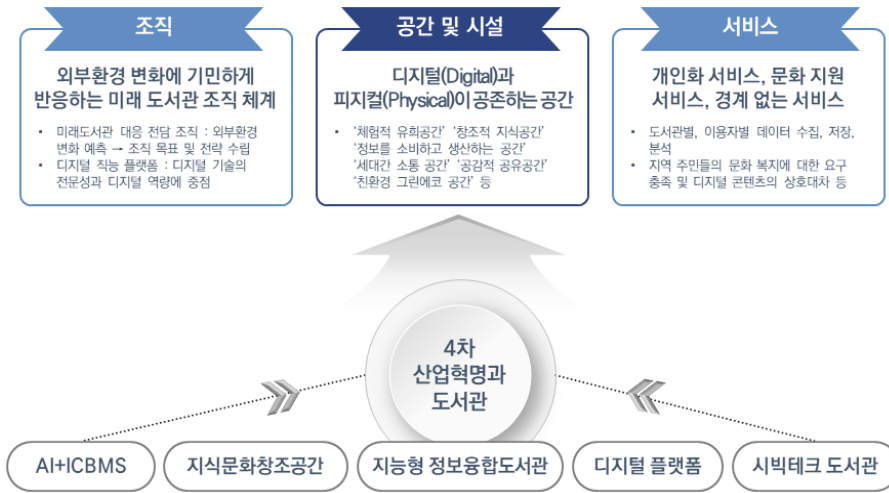 조직
외부환경 변화에 기민하게
반응하는 미래 도서관 조직 체계
• 미래도서관 대응 전담 조직 : 외부환경
변화 예측 → 조직 목표 및 전략 수립
• 디지털 직능 플랫폼 : 디지털 기술의
전문성과 디지털 역량에 중점
공간 및 시설
디지털(Digital)과
피지컬(Physical)이 공존하는 공간
• '체험적 유희공간' '창조적 지식공간'
'정보를 소비하고 생산하는 공간'
'세대간 소통 공간' '공감적 공유공간'
'친환경 그린에코 공간' 등
서비스
개인화 서비스, 문화 지원
서비스, 경계 없는 서비스
• 도서관별, 이용자별 데이터 수집, 저장,
분석
• 지역 주민들의 문화 복지에 대한 요구
충족 및 디지털 콘텐츠의 상호대차 등
4차
산업혁명과
도서관
AI+ICBMS
지식문화창조공간
지능형 정보융합도서관
디지털 플랫폼
시빅테크 도서관